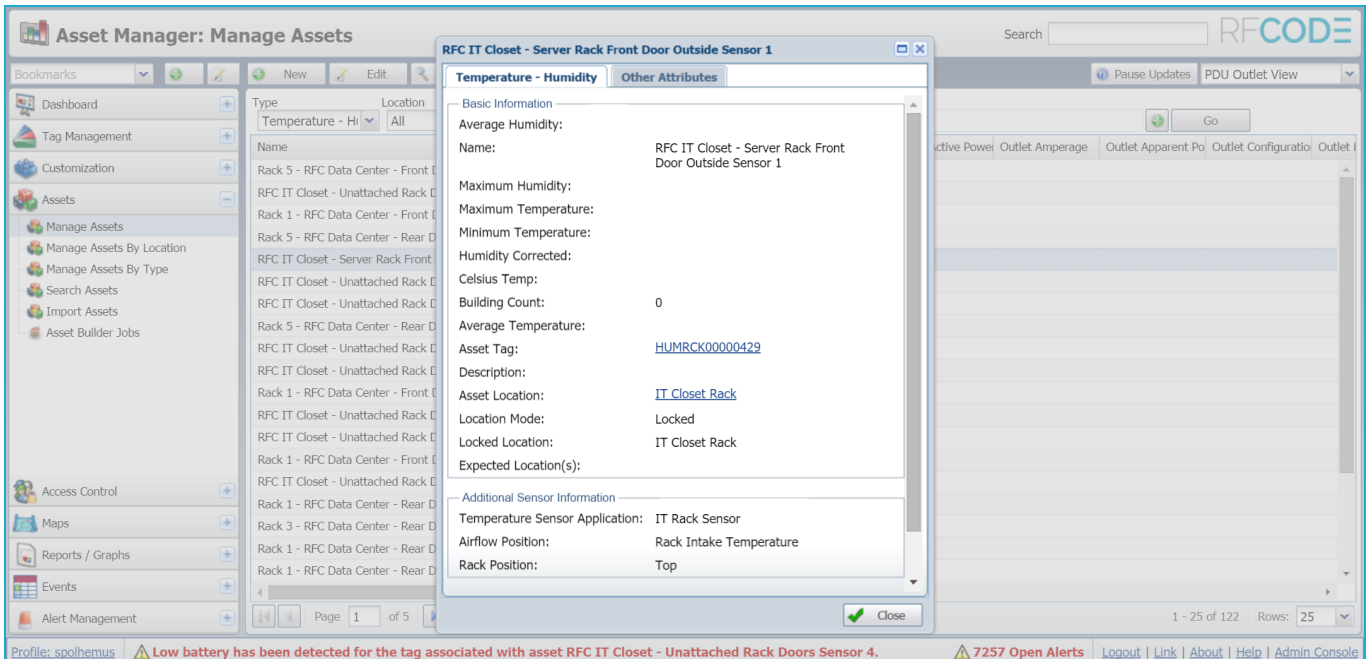 Asset Manager: Manage Assets
Search
RFCODE
Bookmarks
New
Edit
Pause Updates
PDU Outlet View
Dashboard
Tag Management
Customization
Assets
Manage Assets
Manage Assets By Location
Manage Assets By Type
Search Assets
Import Assets
Asset Builder Jobs
Access Control
Maps
Reports / Graphs
Events
Alert Management
Type
Location
Temperature - Hu
All
Go
Name
ctive Power
Outlet Amperage
Outlet Apparent Po
Outlet Configuratio
Outlet L
Rack 5 - RFC Data Center - Front D
RFC IT Closet - Unattached Rack D
Rack 1 - RFC Data Center - Front D
Rack 5 - RFC Data Center - Rear D
RFC IT Closet - Server Rack Front
RFC IT Closet - Unattached Rack D
RFC IT Closet - Unattached Rack D
Rack 5 - RFC Data Center - Rear D
RFC IT Closet - Unattached Rack D
RFC IT Closet - Unattached Rack D
Rack 1 - RFC Data Center - Front D
RFC IT Closet - Unattached Rack D
RFC IT Closet - Unattached Rack D
Rack 1 - RFC Data Center - Front D
RFC IT Closet - Unattached Rack D
Rack 1 - RFC Data Center - Rear D
Rack 3 - RFC Data Center - Rear D
Rack 1 - RFC Data Center - Rear D
Rack 1 - RFC Data Center - Rear D
Page 1 of 5
1 - 25 of 122
Rows: 25
RFC IT Closet - Server Rack Front Door Outside Sensor 1
Temperature - Humidity
Other Attributes
Basic Information
Average Humidity:
Name: RFC IT Closet - Server Rack Front
Door Outside Sensor 1
Maximum Humidity:
Maximum Temperature:
Minimum Temperature:
Humidity Corrected:
Celsius Temp:
Building Count: 0
Average Temperature:
Asset Tag: HUMRCK00000429
Description:
Asset Location: IT Closet Rack
Location Mode: Locked
Locked Location: IT Closet Rack
Expected Location(s):
Additional Sensor Information
Temperature Sensor Application: IT Rack Sensor
Airflow Position: Rack Intake Temperature
Rack Position: Top
Close
Profile: spolhemus
Low battery has been detected for the tag associated with asset RFC IT Closet - Unattached Rack Doors Sensor 4.
7257 Open Alerts
Logout | Link | About | Help | Admin Console